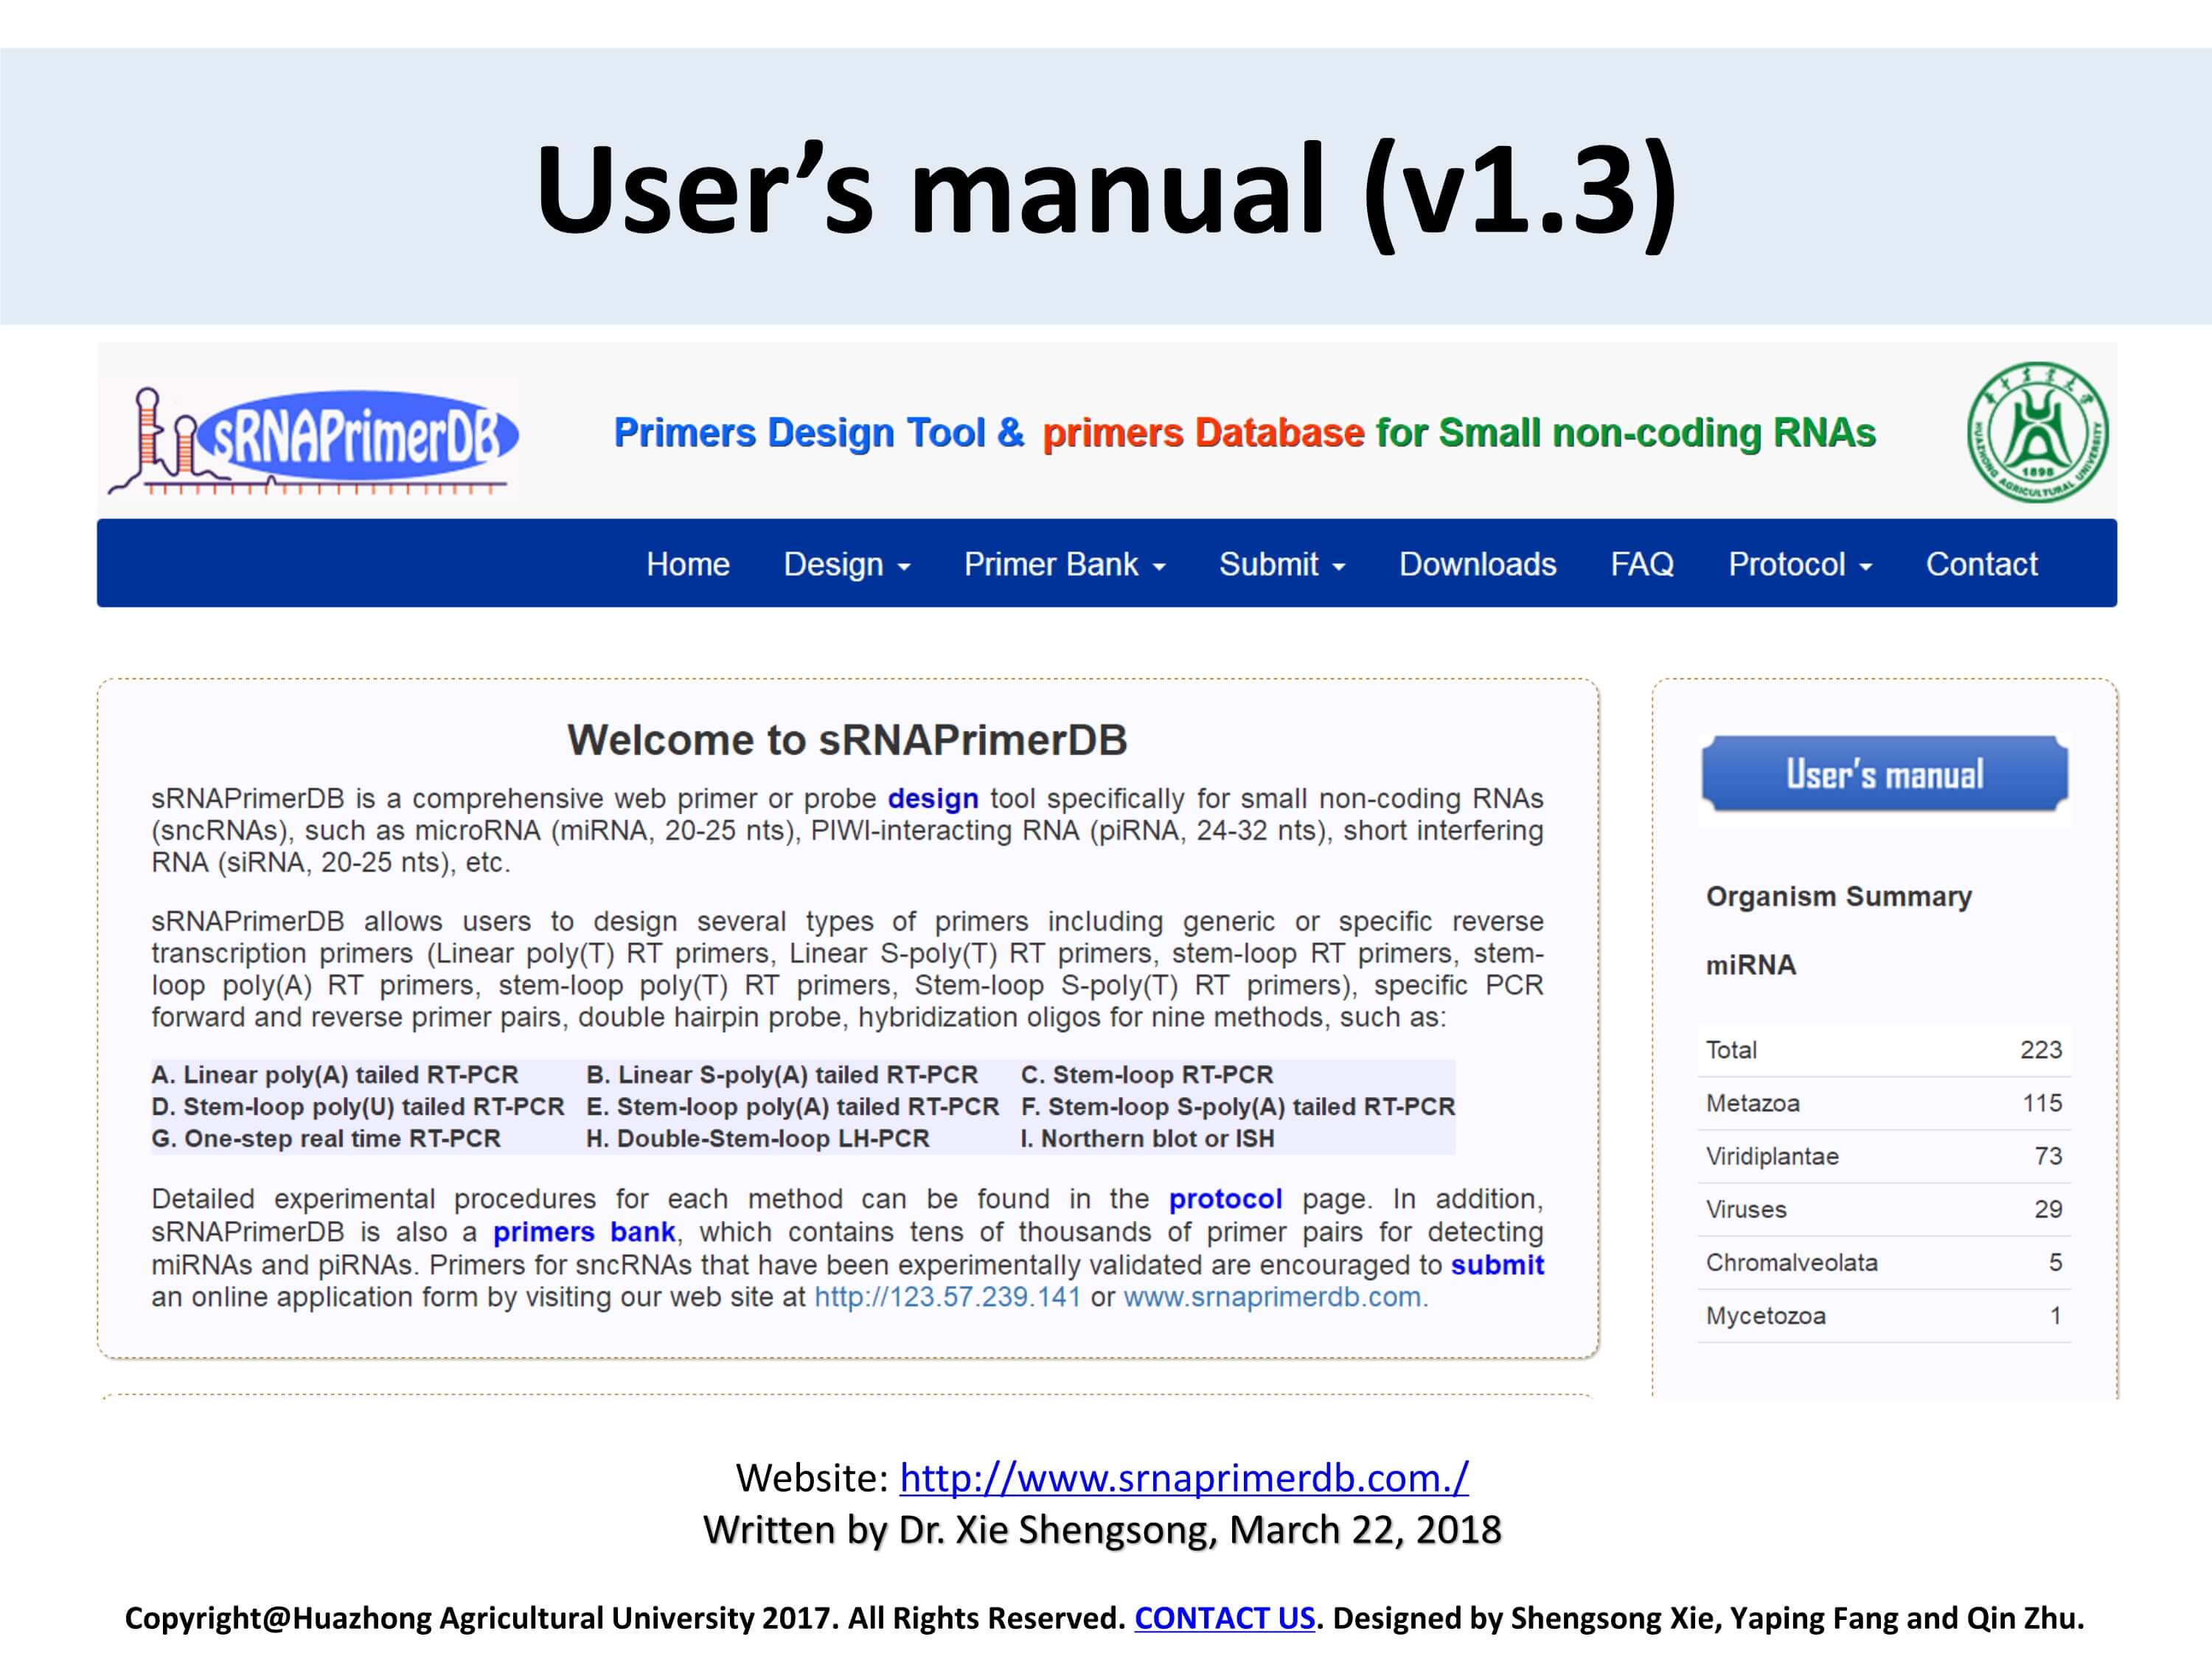 User’s manual (v1.3)
sRNAPrimerDB
Primers Design Tool & primers Database for Small non-coding RNAs
HUAZHONG AGRICULTURAL UNIVERSITY
1898
Home Design Primer Bank Submit Downloads FAQ Protocol Contact
Welcome to sRNAPrimerDB
sRNAPrimerDB is a comprehensive web primer or probe design tool specifically for small non-coding RNAs
(sncRNAs), such as microRNA (miRNA, 20-25 nts), PIWI-interacting RNA (piRNA, 24-32 nts), short interfering
RNA (siRNA, 20-25 nts), etc.
sRNAPrimerDB allows users to design several types of primers including generic or specific reverse
transcription primers (Linear poly(T) RT primers, Linear S-poly(T) RT primers, stem-loop RT primers, stem-
loop poly(A) RT primers, stem-loop poly(T) RT primers, Stem-loop S-poly(T) RT primers), specific PCR
forward and reverse primer pairs, double hairpin probe, hybridization oligos for nine methods, such as:
A. Linear poly(A) tailed RT-PCR B. Linear S-poly(A) tailed RT-PCR C. Stem-loop RT-PCR
D. Stem-loop poly(U) tailed RT-PCR E. Stem-loop poly(A) tailed RT-PCR F. Stem-loop S-poly(A) tailed RT-PCR
G. One-step real time RT-PCR H. Double-Stem-loop LH-PCR I. Northern blot or ISH
Detailed experimental procedures for each method can be found in the protocol page. In addition,
sRNAPrimerDB is also a primers bank, which contains tens of thousands of primer pairs for detecting
miRNAs and piRNAs. Primers for sncRNAs that have been experimentally validated are encouraged to submit
an online application form by visiting our web site at http://123.57.239.141 or www.srnaprimerdb.com.
User's manual
Organism Summary
miRNA
Total 223
Metazoa 115
Viridiplantae 73
Viruses 29
Chromalveolata 5
Mycetozoa 1
Website: http://www.srnaprimerdb.com./
Written by Dr. Xie Shengsong, March 22, 2018
Copyright@Huazhong Agricultural University 2017. All Rights Reserved. CONTACT US. Designed by Shengsong Xie, Yaping Fang and Qin Zhu.